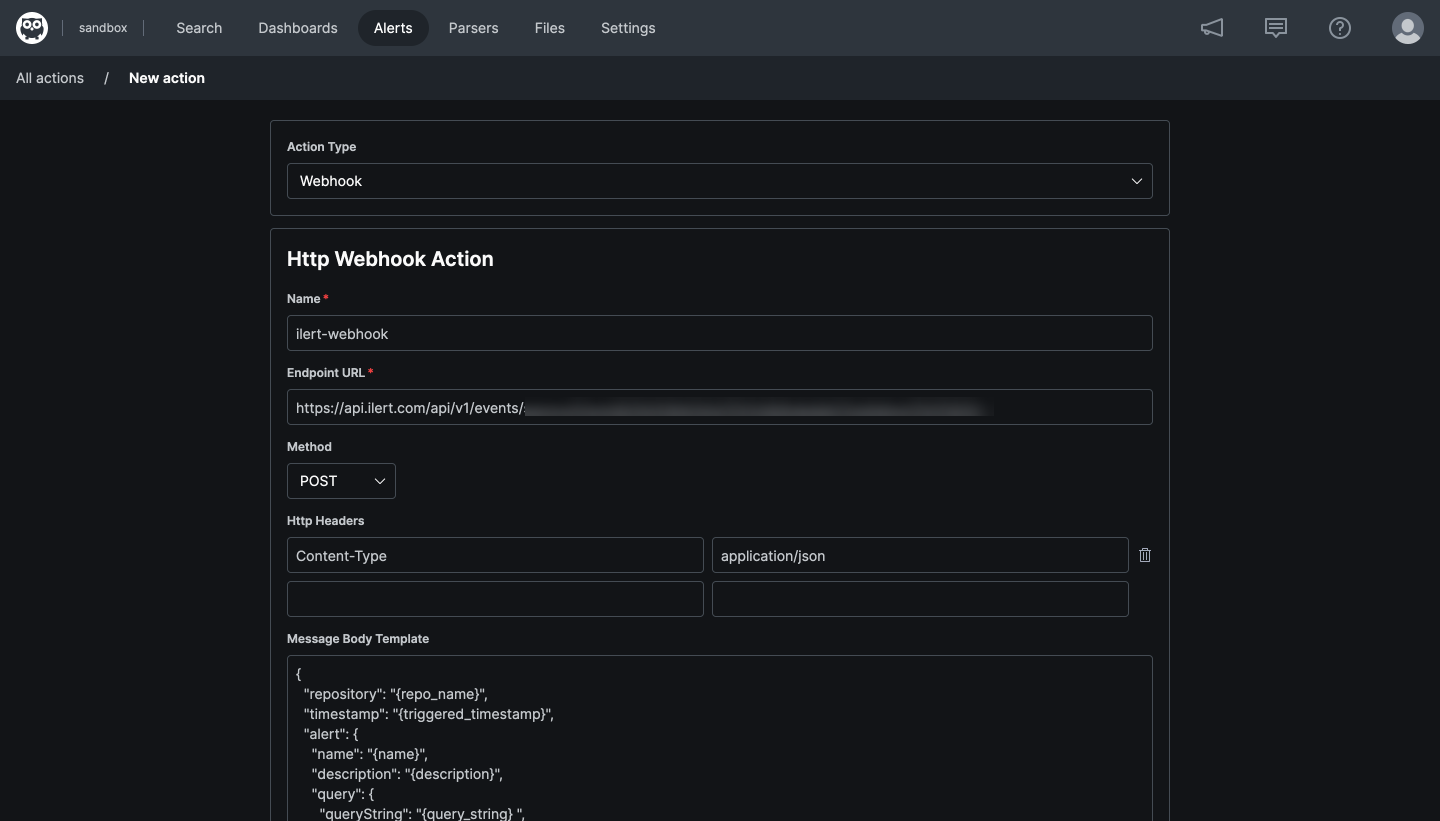 sandbox Search Dashboards Alerts Parsers Files Settings
All actions / New action
Action Type
Webhook
Http Webhook Action
Name *
ilert-webhook
Endpoint URL *
https://api.ilert.com/api/v1/events/
Method
POST
Http Headers
Content-Type application/json
Message Body Template
{
"repository": "{repo_name}",
"timestamp": "{triggered_timestamp}",
"alert": {
"name": "{name}",
"description": "{description}",
"query": {
"queryString": "{query_string} ",